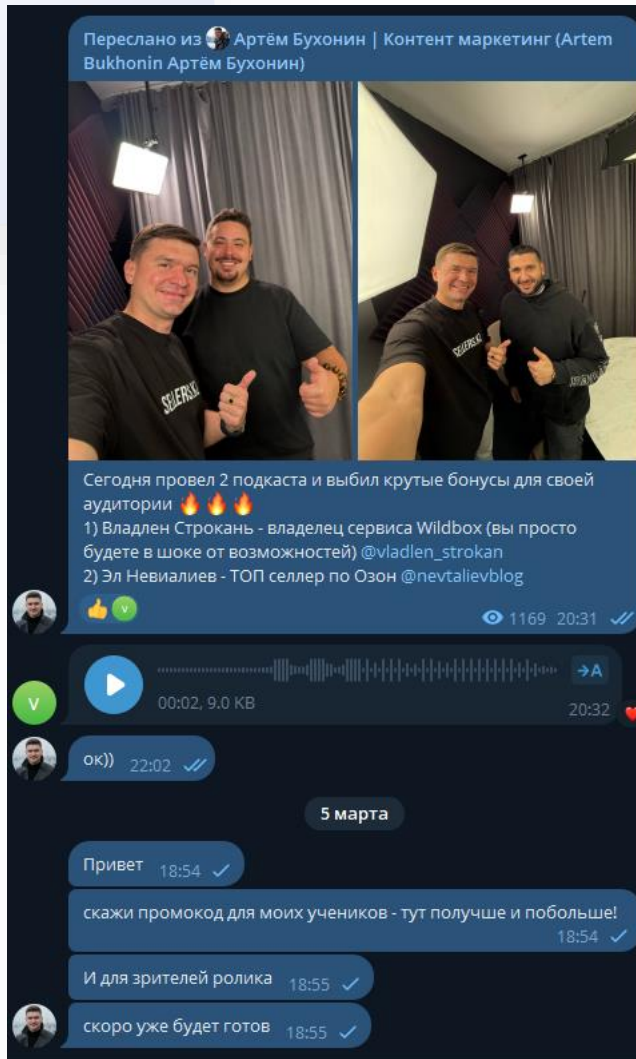 Переслано из Артём Бухонин | Контент маркетинг (Artem
Bukhonin Артём Бухонин)
SELLERS
SELLERS
Сегодня провел 2 подкаста и выбил крутые бонусы для своей
аудитории 🔥🔥🔥
1) Владлен Строкань - владелец сервиса Wildbox (вы просто
будете в шоке от возможностей) @vladlen_strokan
2) Эл Невиалиев - ТОП селлер по Озон @nevtalievblog
👍 V
1169 20:31
V
→A
00:02, 9.0 KB
20:32
ок)) 22:02
5 марта
Привет 18:54
скажи промокод для моих учеников - тут получше и побольше!
18:54
И для зрителей ролика 18:55
скоро уже будет готов 18:55